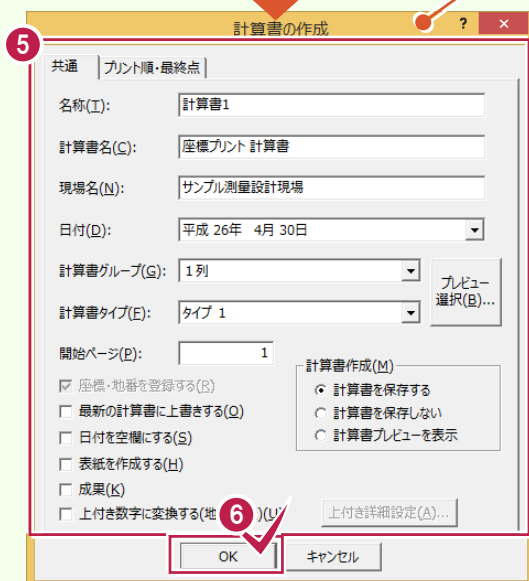 計算書の作成 ? ×
5
共通 プリント順・最終点
名称(T): 計算書1
計算書名(C): 座標プリント 計算書
現場名(N): サンプル測量設計現場
日付(D): 平成 26年 4月 30日
計算書グループ(G): 1列
プレビュー
選択(B)...
計算書タイプ(F): タイプ 1
開始ページ(P): 1
計算書作成(M)
座標・地番を登録する(R)
計算書を保存する
最新の計算書に上書きする(O)
計算書を保存しない
日付を空欄にする(S)
計算書プレビューを表示
表紙を作成する(H)
成果(K)
上付き数字に変換する(地 )(U)
上付き詳細設定(A)...
6
OK キャンセル